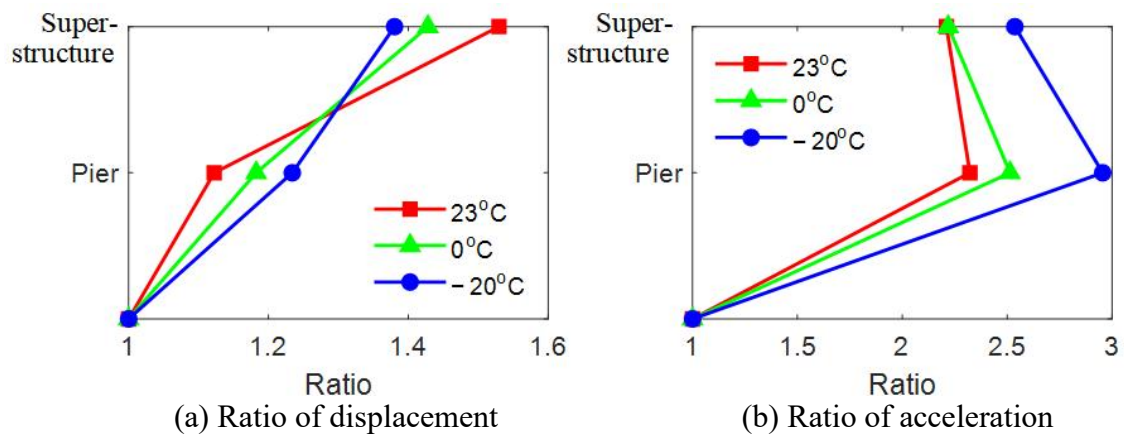 Super-
structure
Pier
23°C
0°C
− 20°C
1 1.2 1.4 1.6
Ratio
(a) Ratio of displacement
Super-
structure
23°C
0°C
− 20°C
Pier
1 1.5 2 2.5 3
Ratio
(b) Ratio of acceleration